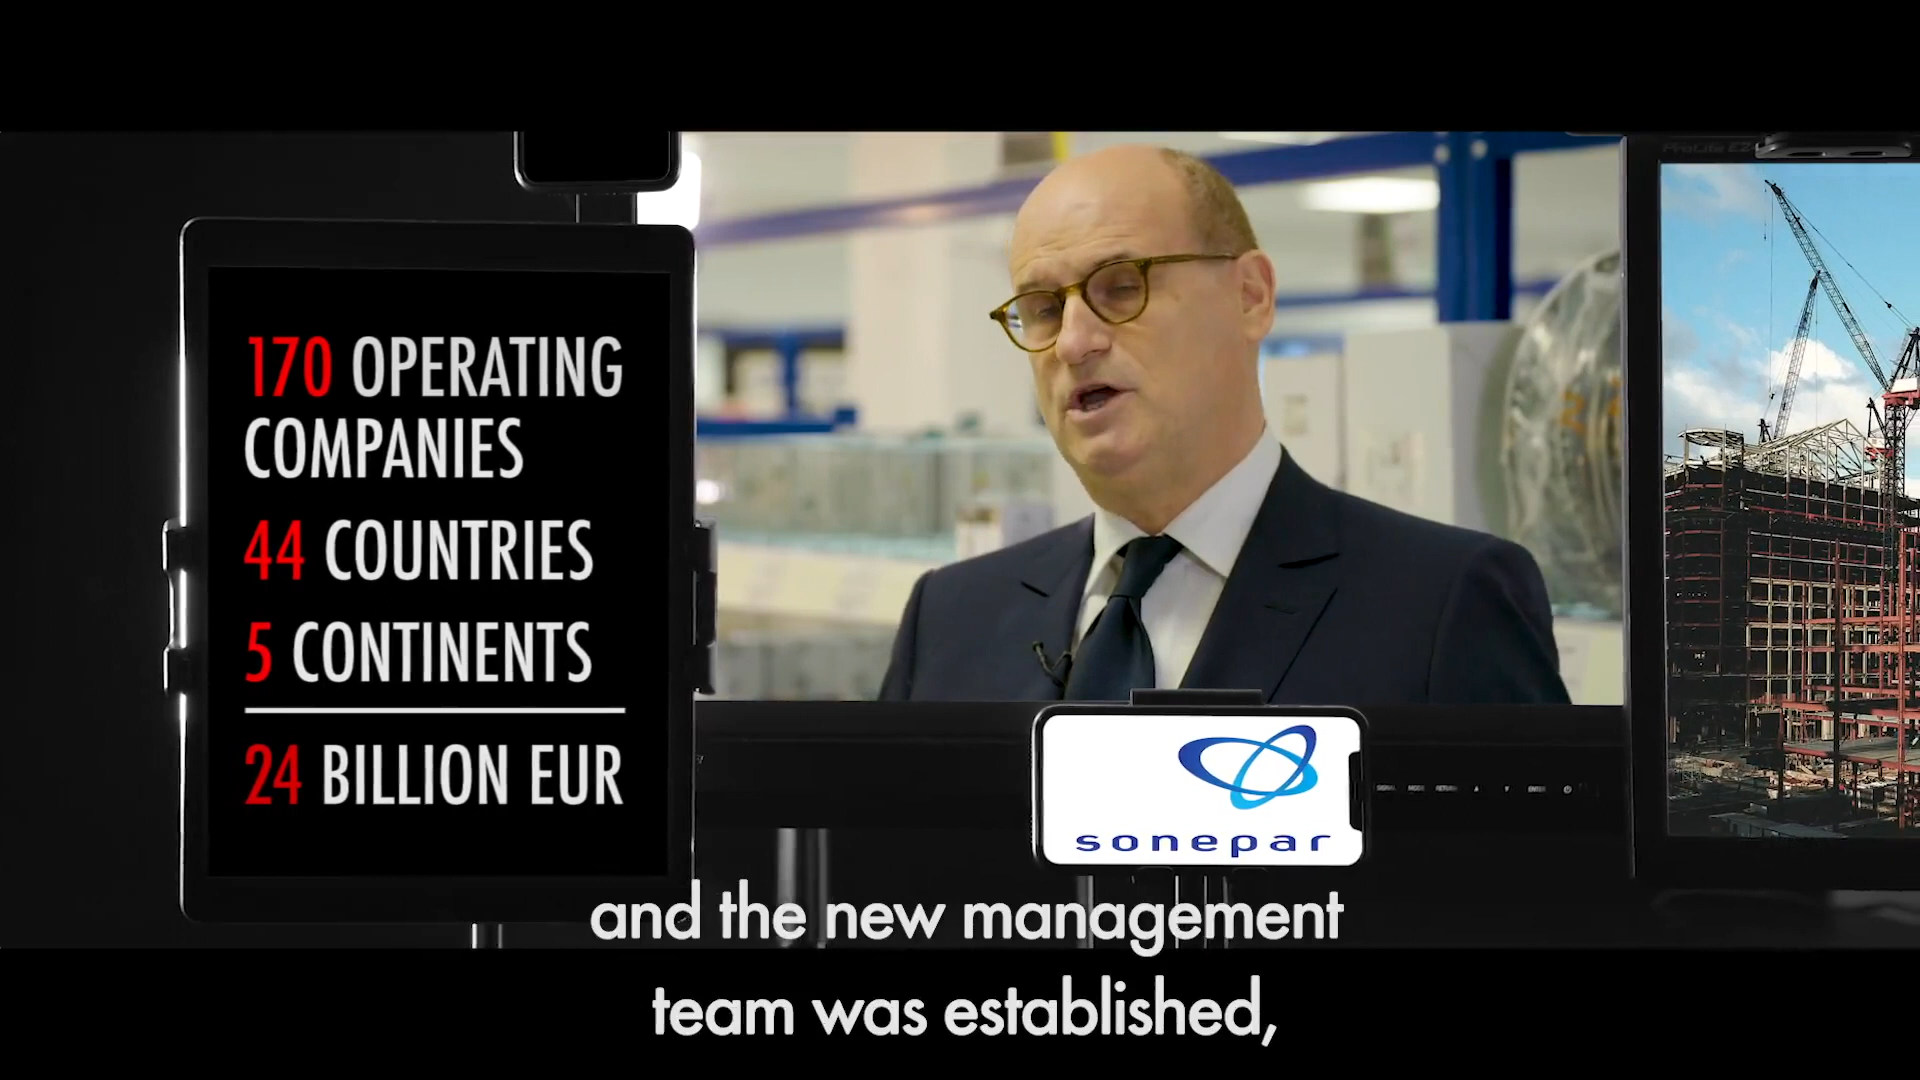 170 OPERATING
COMPANIES
44 COUNTRIES
5 CONTINENTS
24 BILLION EUR
sonepar
and the new management
team was established,